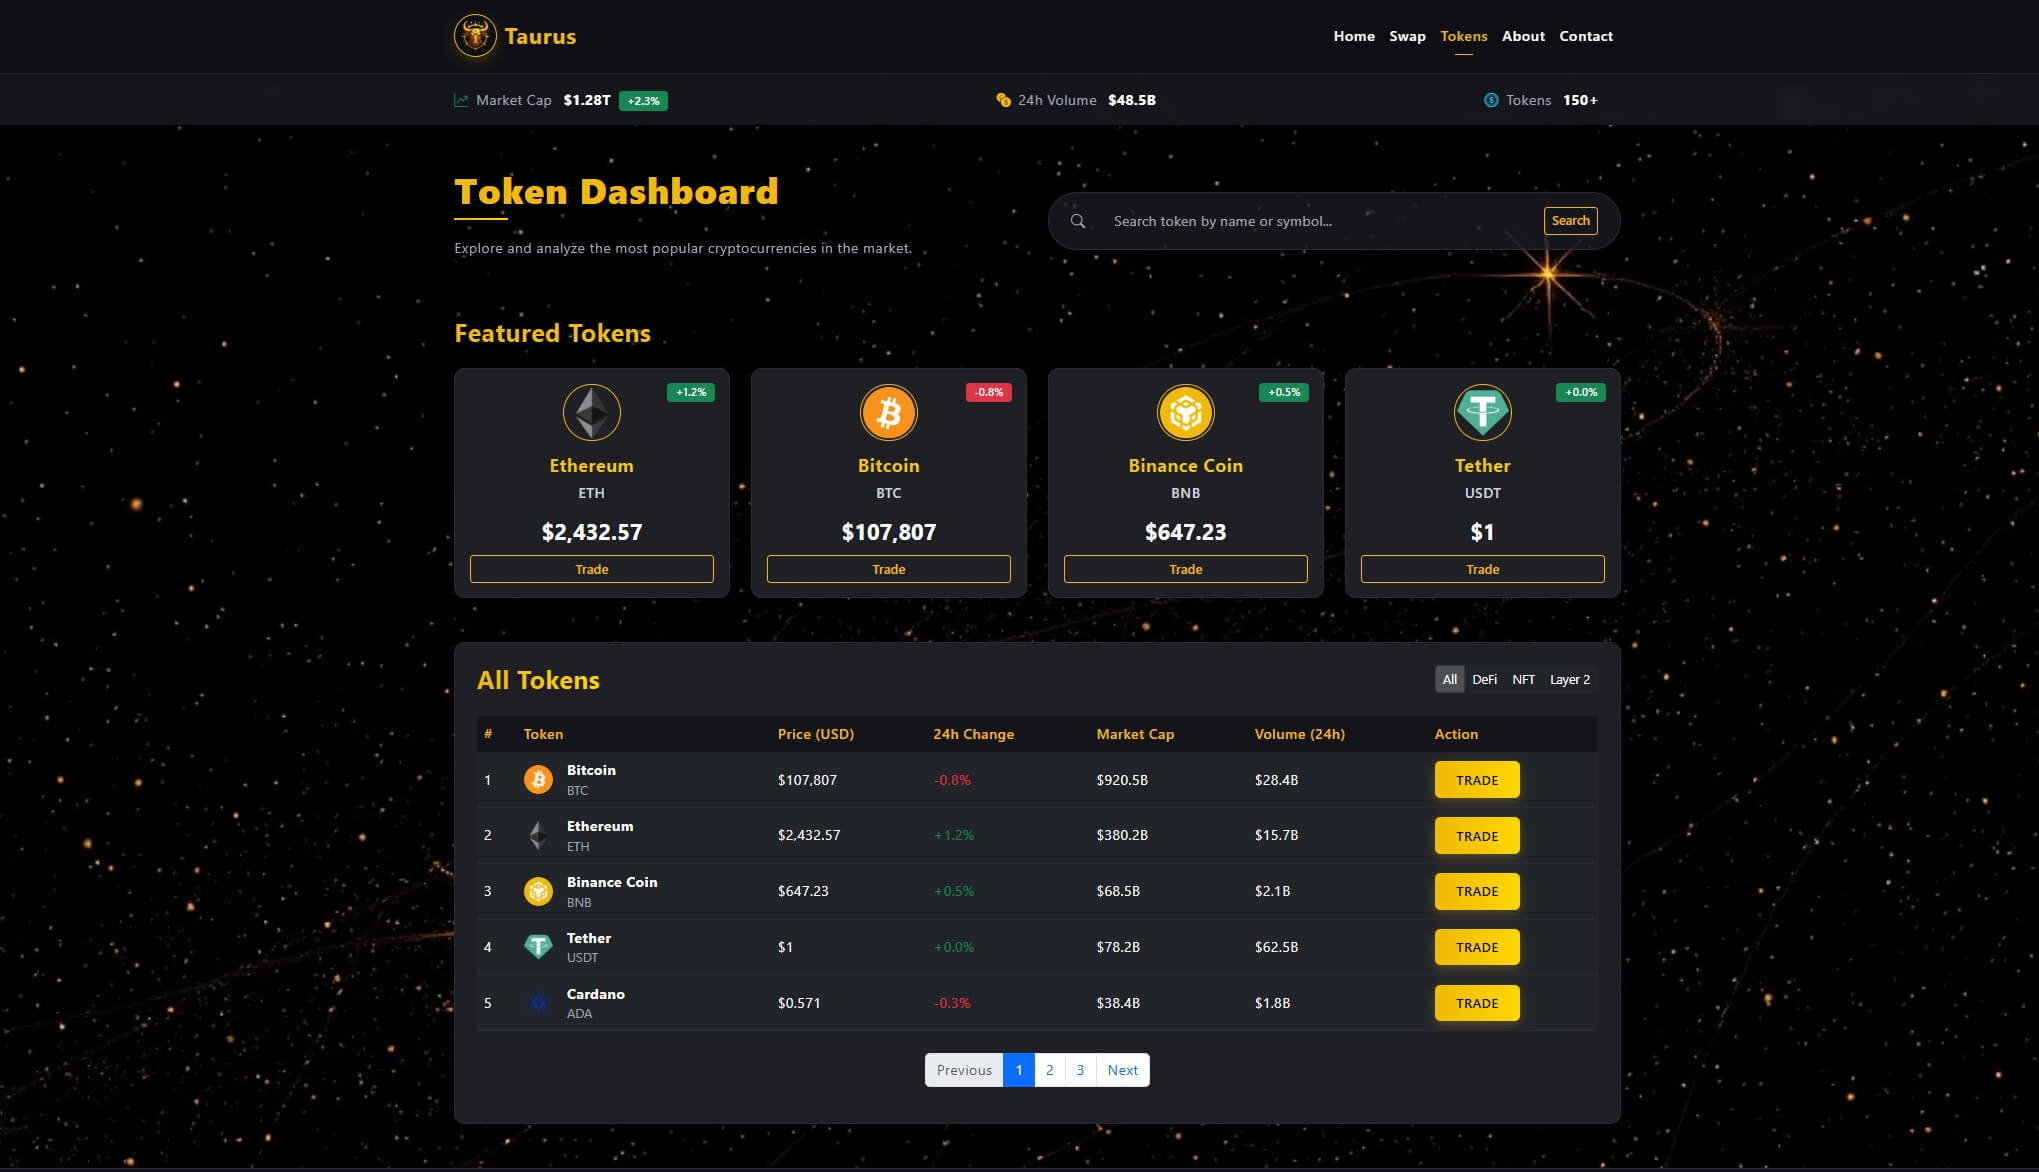 Taurus
Home Swap Tokens About Contact
Market Cap $1.28T +2.3%
24h Volume $48.5B
Tokens 150+
Token Dashboard
Explore and analyze the most popular cryptocurrencies in the market.
Search token by name or symbol...
Search
Featured Tokens
+1.2%
Ethereum
ETH
$2,432.57
Trade
-0.8%
Bitcoin
BTC
$107,807
Trade
+0.5%
Binance Coin
BNB
$647.23
Trade
+0.0%
Tether
USDT
$1
Trade
All Tokens
All DeFi NFT Layer 2
# Token Price (USD) 24h Change Market Cap Volume (24h) Action
1 Bitcoin BTC $107,807 -0.8% $920.5B $28.4B TRADE
2 Ethereum ETH $2,432.57 +1.2% $380.2B $15.7B TRADE
3 Binance Coin BNB $647.23 +0.5% $68.5B $2.1B TRADE
4 Tether USDT $1 +0.0% $78.2B $62.5B TRADE
5 Cardano ADA $0.571 -0.3% $38.4B $1.8B TRADE
Previous 1 2 3 Next